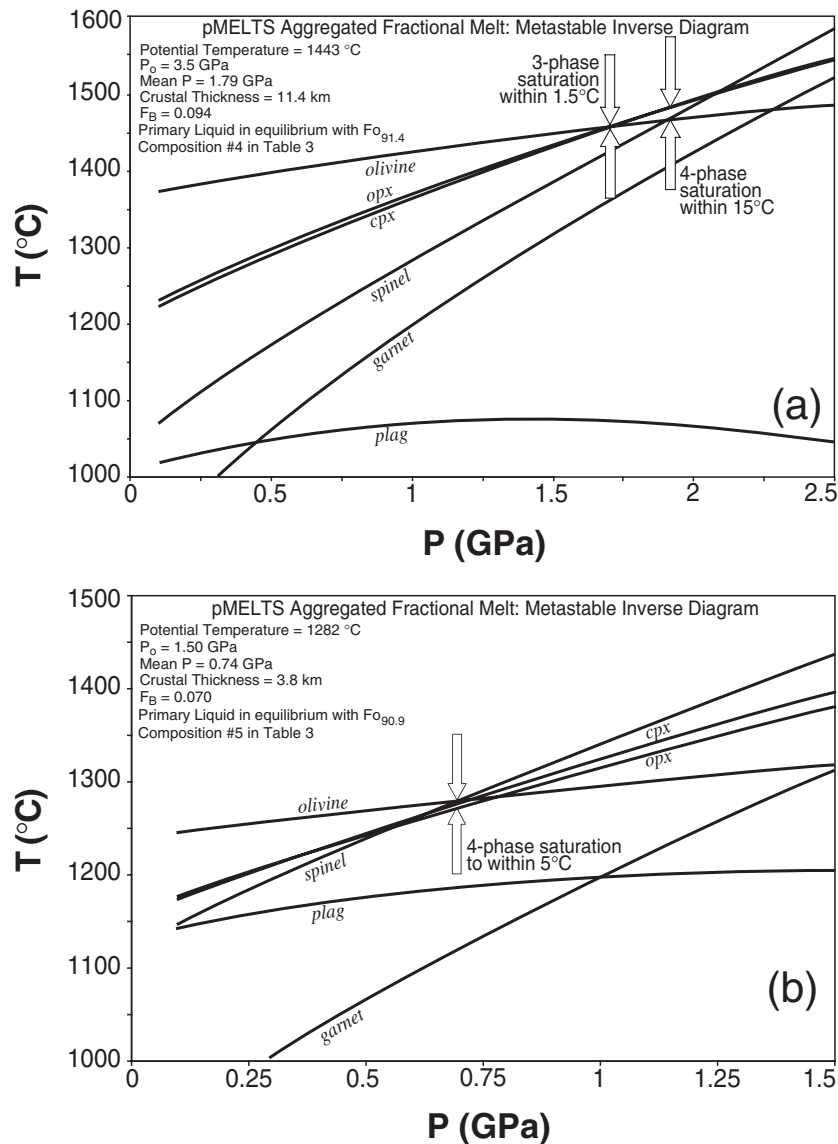 pMELTS Aggregated Fractional Melt: Metastable Inverse Diagram
Potential Temperature = 1443 °C
Po = 3.5 GPa
Mean P = 1.79 GPa
Crustal Thickness = 11.4 km
FB = 0.094
Primary Liquid in equilibrium with Fo91.4
Composition #4 in Table 3
3-phase
saturation
within 1.5°C
4-phase
saturation
within 15°C
olivine
opx
cpx
spinel
garnet
plag
(a)
T (°C)
1600
1500
1400
1300
1200
1100
1000
0
0.5
1
1.5
2
2.5
P (GPa)
pMELTS Aggregated Fractional Melt: Metastable Inverse Diagram
Potential Temperature = 1282 °C
Po = 1.50 GPa
Mean P = 0.74 GPa
Crustal Thickness = 3.8 km
FB = 0.070
Primary Liquid in equilibrium with Fo90.9
Composition #5 in Table 3
cpx
opx
olivine
4-phase saturation
to within 5°C
spinel
plag
garnet
(b)
T (°C)
1500
1400
1300
1200
1100
1000
0
0.25
0.5
0.75
1
1.25
1.5
P (GPa)